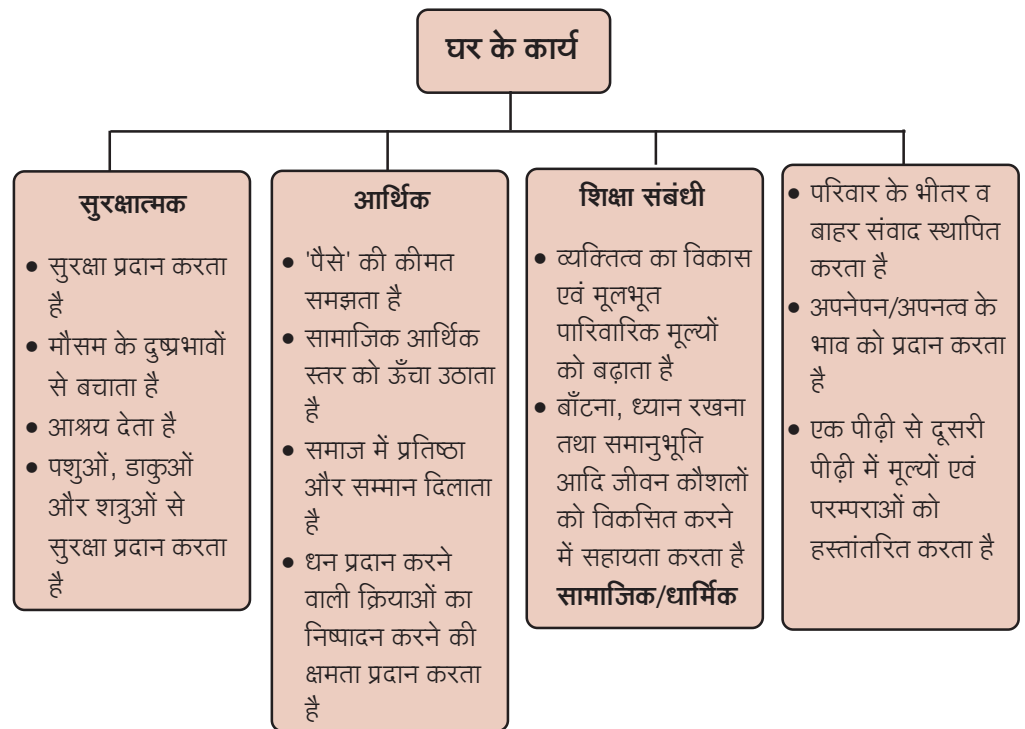 घर के कार्य
सुरक्षात्मक
• सुरक्षा प्रदान करता
है
• मौसम के दुष्प्रभावों
से बचाता है
• आश्रय देता है
• पशुओं, डाकुओं
और शत्रुओं से
सुरक्षा प्रदान करता
है
आर्थिक
• 'पैसे' की कीमत
समझता है
• सामाजिक आर्थिक
स्तर को ऊँचा उठाता
है
• समाज में प्रतिष्ठा
और सम्मान दिलाता
है
• धन प्रदान करने
वाली क्रियाओं का
निष्पादन करने की
क्षमता प्रदान करता
है
शिक्षा संबंधी
• व्यक्तित्व का विकास
एवं मूलभूत
पारिवारिक मूल्यों
को बढ़ाता है
• बाँटना, ध्यान रखना
तथा समानुभूति
आदि जीवन कौशलों
को विकसित करने
में सहायता करता है
सामाजिक/धार्मिक
• परिवार के भीतर व
बाहर संवाद स्थापित
करता है
• अपनेपन/अपनत्व के
भाव को प्रदान करता
है
• एक पीढ़ी से दूसरी
पीढ़ी में मूल्यों एवं
परम्पराओं को
हस्तांतरित करता है